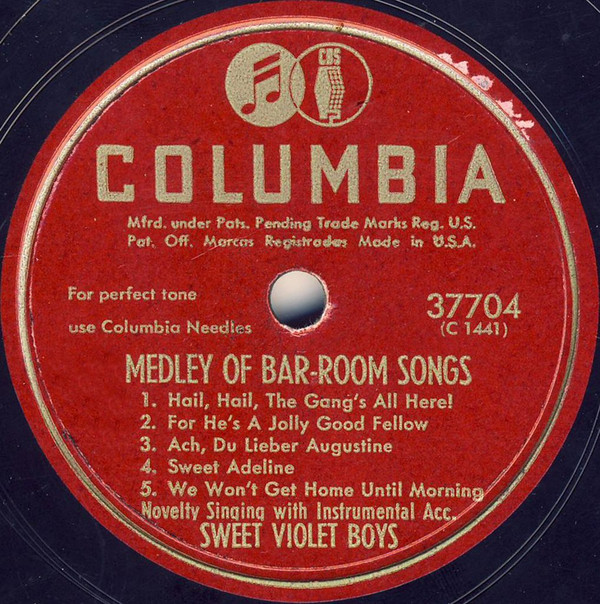 CBS
COLUMBIA
Mfrd. under Pats. Pending Trade Marks Reg. U.S.
Pat. Off. Marcas Registradas Made in U.S.A.
For perfect tone
use Columbia Needles
37704
(C 1441)
MEDLEY OF BAR-ROOM SONGS
1. Hail, Hail, The Gang's All Here!
2. For He's A Jolly Good Fellow
3. Ach, Du Lieber Augustine
4. Sweet Adeline
5. We Won't Get Home Until Morning
Novelty Singing with Instrumental Acc.
SWEET VIOLET BOYS